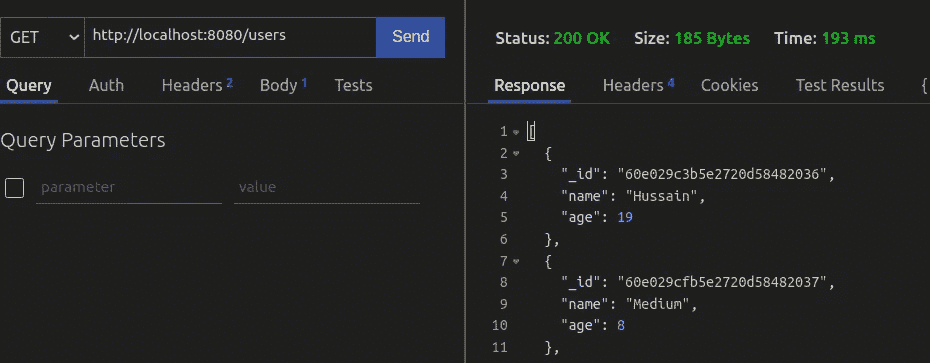 GET http://localhost:8080/users Send
Query Auth Headers 2 Body 1 Tests
Query Parameters
parameter value
Status: 200 OK Size: 185 Bytes Time: 193 ms
Response Headers 4 Cookies Test Results {
1 [
2 {
3 "_id": "60e029c3b5e2720d58482036",
4 "name": "Hussain",
5 "age": 19
6 },
7 {
8 "_id": "60e029cfb5e2720d58482037",
9 "name": "Medium",
10 "age": 8
11 },